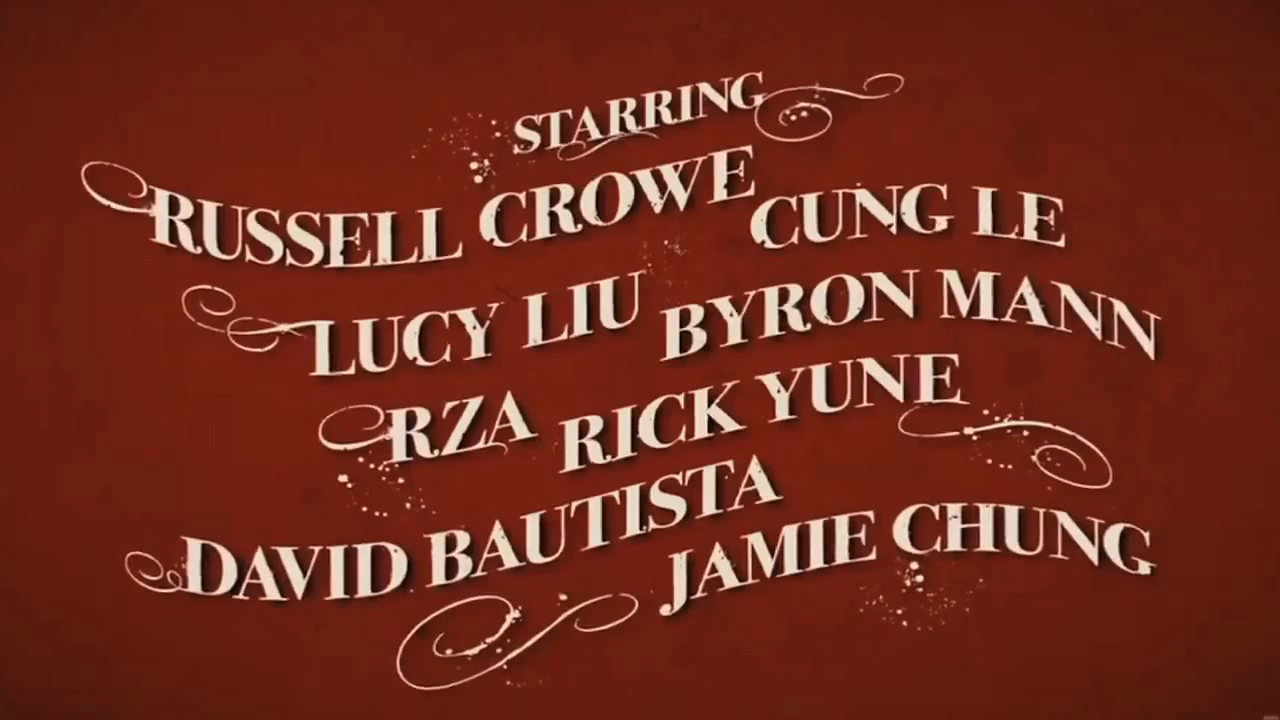 STARRING
RUSSELL CROWE CUNG LE
LUCY LIU BYRON MANN
RZA RICK YUNE
DAVID BAUTISTA JAMIE CHUNG